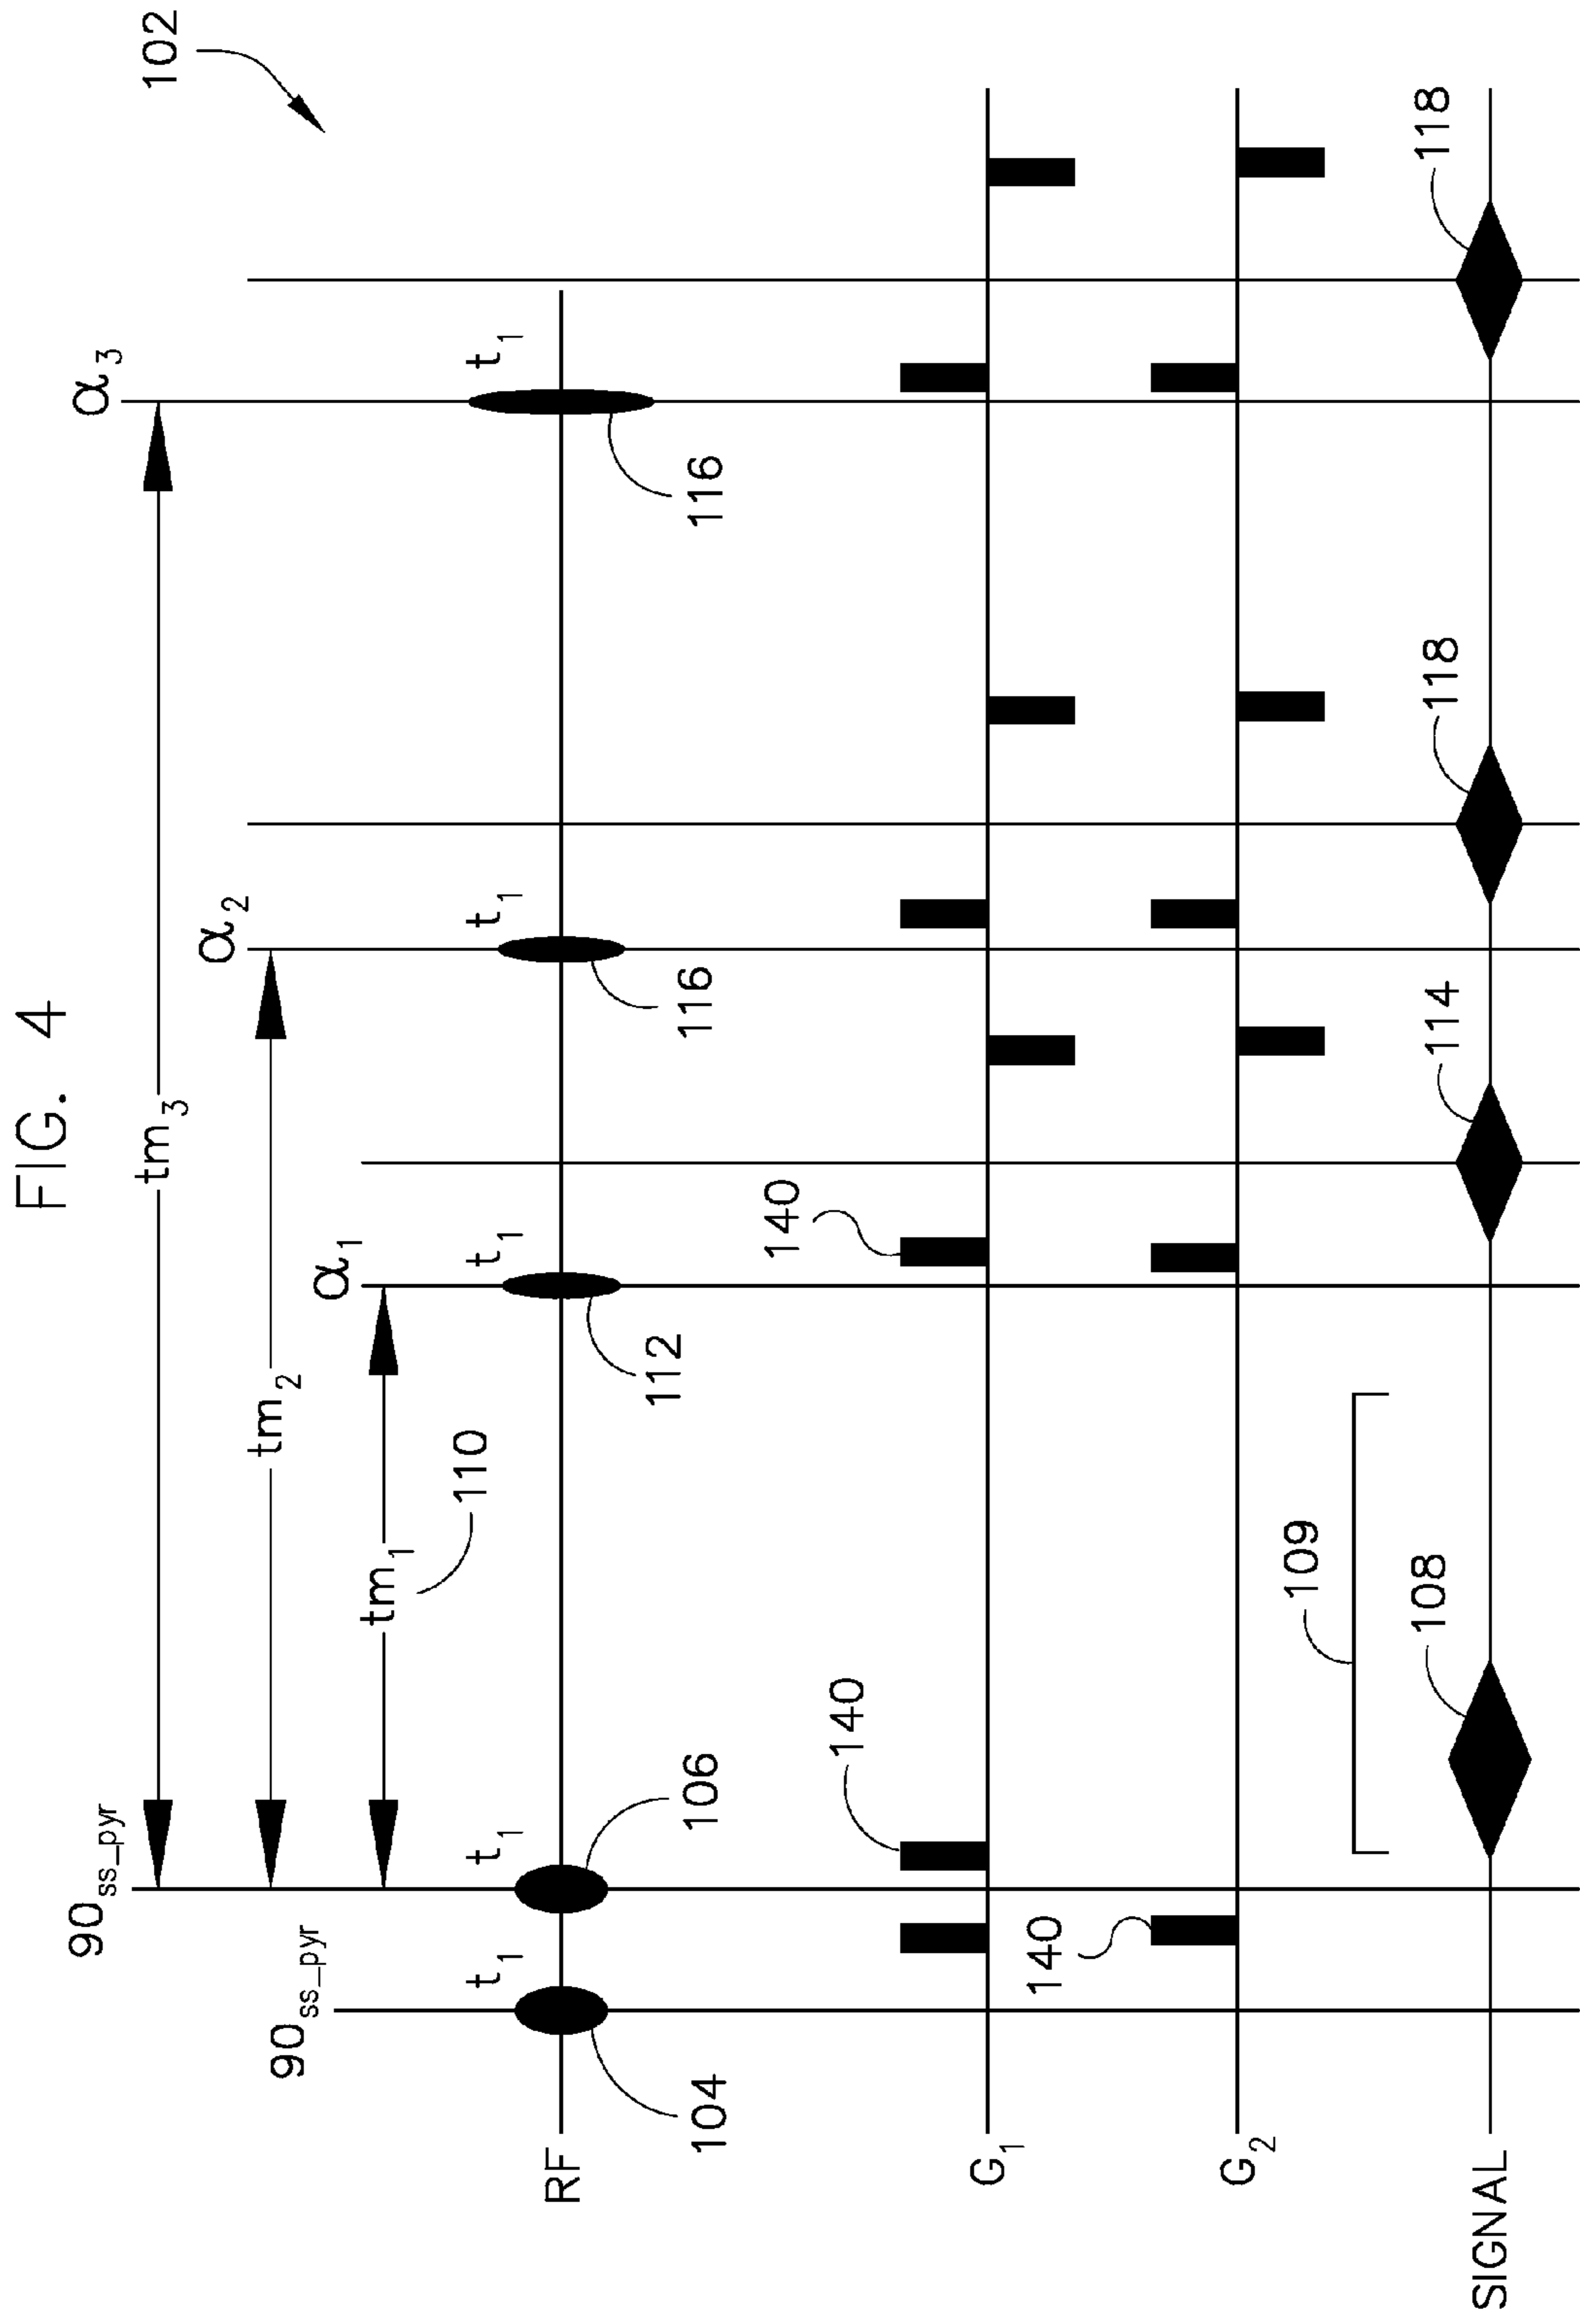 FIG. 4
102
90ss_pyr
90ss_pyr
tm3
tm2
tm1
110
α1
α2
α3
RF
t1
t1
t1
t1
t1
104
106
112
116
116
G1
140
140
G2
140
109
SIGNAL
108
114
118
118